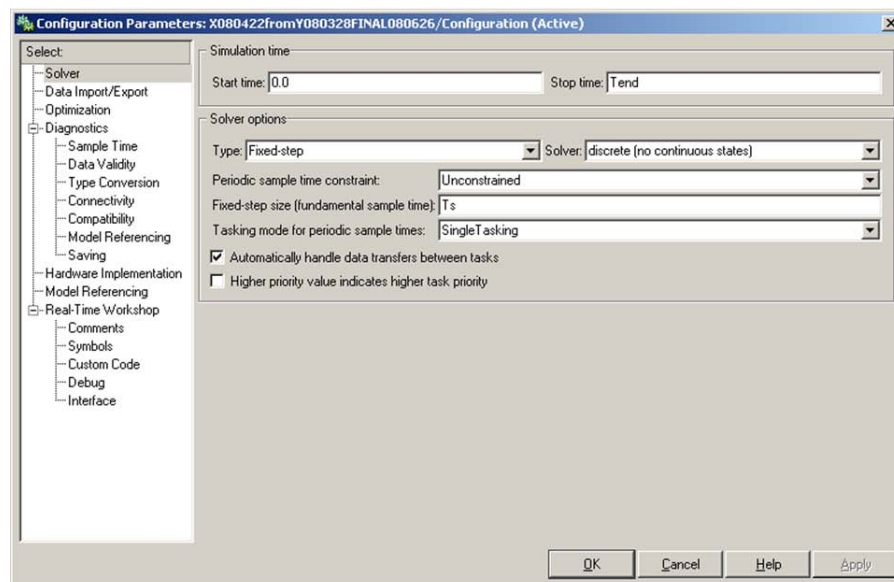 Configuration Parameters: X080422fromY080328FINAL080626/Configuration (Active)
Select:
Solver
Data Import/Export
Optimization
Diagnostics
Sample Time
Data Validity
Type Conversion
Connectivity
Compatibility
Model Referencing
Saving
Hardware Implementation
Model Referencing
Real-Time Workshop
Comments
Symbols
Custom Code
Debug
Interface
Simulation time
Start time: 0.0 Stop time: Tend
Solver options
Type: Fixed-step Solver: discrete (no continuous states)
Periodic sample time constraint: Unconstrained
Fixed-step size (fundamental sample time): Ts
Tasking mode for periodic sample times: SingleTasking
Automatically handle data transfers between tasks
Higher priority value indicates higher task priority
OK Cancel Help Apply